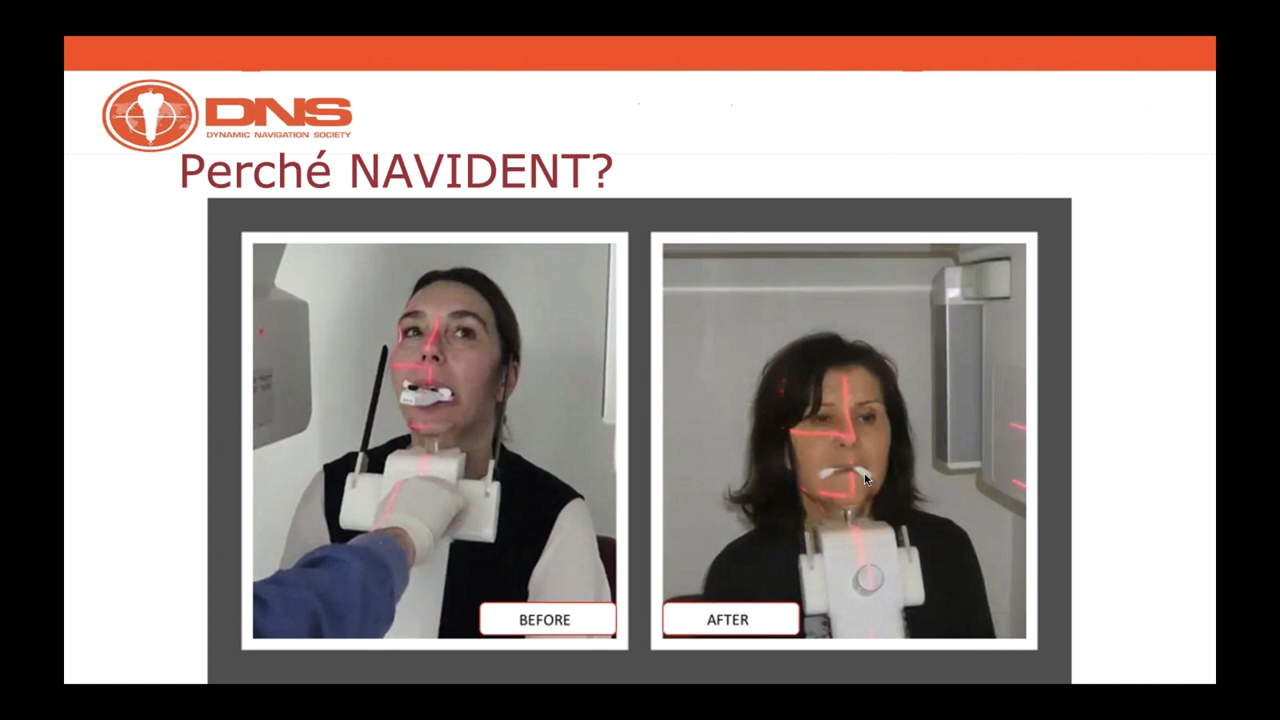 DNS
DYNAMIC NAVIGATION SOCIETY
Perché NAVIDENT?
BEFORE
AFTER